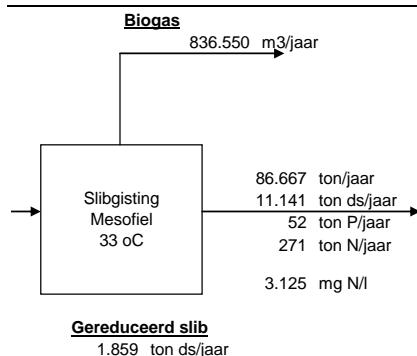 Biogas
836.550 m3/jaar
Slibgisting
Mesofiel
33 oC
86.667 ton/jaar
11.141 ton ds/jaar
52 ton P/jaar
271 ton N/jaar
3.125 mg N/l
Gereduceerd slib
1.859 ton ds/jaar